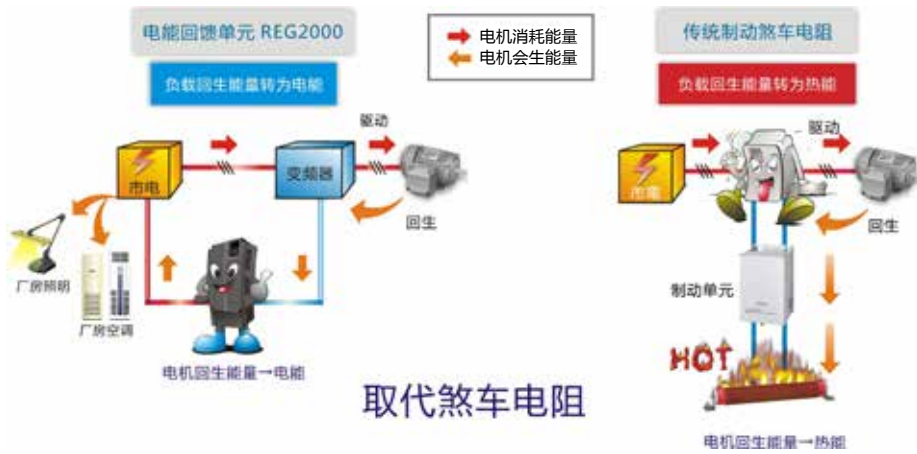 电能回馈单元 REG2000
负载回生能量转为电能
电机消耗能量
电机会生能量
传统制动煞车电阻
负载回生能量转为热能
市电
变频器
驱动
回生
厂房照明
厂房空调
电机回生能量→电能
取代煞车电阻
市電
驱动
回生
制动单元
HOT
电机回生能量→热能